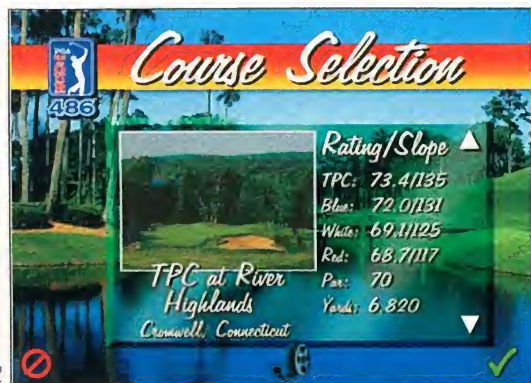 Course Selection
PGA TOUR
486
Rating/Slope
TPC: 73.4/135
Blue: 72.0/131
White: 69.1/125
Red: 68.7/117
Par: 70
Yards: 6,820
TPC at River
Highlands
Cromwell, Connecticut